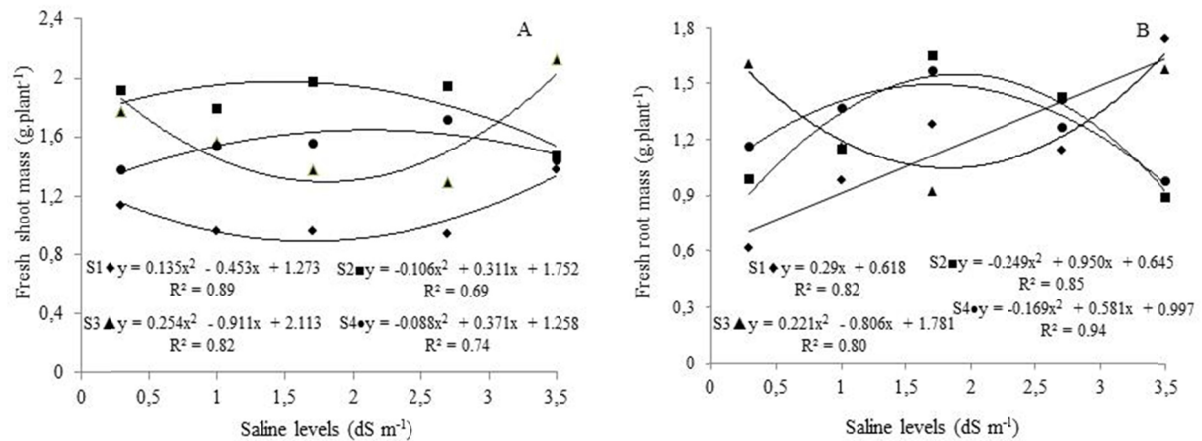 A
Fresh shoot mass (g.plant⁻¹)
2,4
2
1,6
1,2
0,8
0,4
0
S1 y = 0.135x² - 0.453x + 1.273
R² = 0.89
S2 y = -0.106x² + 0.311x + 1.752
R² = 0.69
S3 y = 0.254x² - 0.911x + 2.113
R² = 0.82
S4 y = -0.088x² + 0.371x + 1.258
R² = 0.74
0 0,5 1 1,5 2 2,5 3 3,5
Saline levels (dS m⁻¹)
B
Fresh root mass (g.plant⁻¹)
1,8
1,5
1,2
0,9
0,6
0,3
0,0
S1 y = 0.29x + 0.618
R² = 0.82
S2 y = -0.249x² + 0.950x + 0.645
R² = 0.85
S3 y = 0.221x² - 0.806x + 1.781
R² = 0.80
S4 y = -0.169x² + 0.581x + 0.997
R² = 0.94
0 0,5 1 1,5 2 2,5 3 3,5
Saline levels (dS m⁻¹)